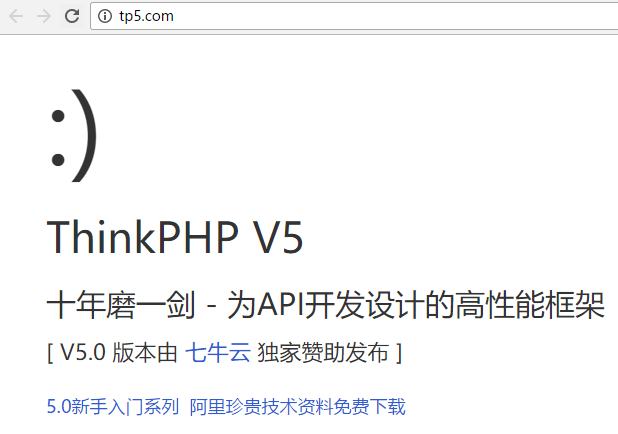 tp5.com
:)
ThinkPHP V5
十年磨一剑 - 为API开发设计的高性能框架
[ V5.0 版本由 七牛云 独家赞助发布 ]
5.0新手入门系列 阿里珍贵技术资料免费下载